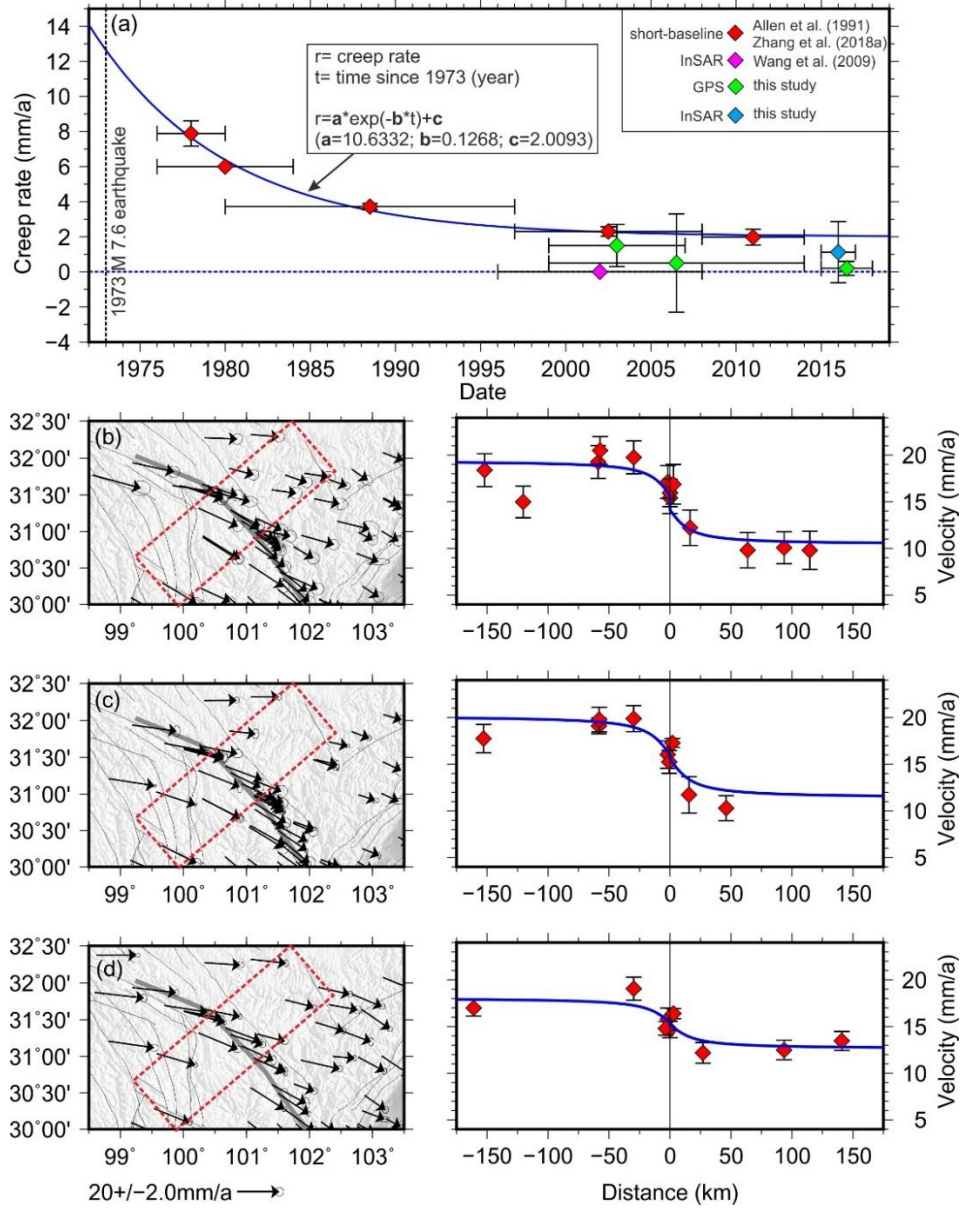 (a)
14
12
10
8
6
4
2
0
−2
−4
Creep rate (mm/a)
1973 M 7.6 earthquake
r= creep rate
t= time since 1973 (year)
r=a*exp(-b*t)+c
(a=10.6332; b=0.1268; c=2.0093)
short-baseline Allen et al. (1991)
Zhang et al. (2018a)
InSAR Wang et al. (2009)
GPS this study
InSAR this study
1975 1980 1985 1990 1995 2000 2005 2010 2015
Date
(b)
32°30'
32°00'
31°30'
31°00'
30°30'
30°00'
99° 100° 101° 102° 103°
20
15
10
5
Velocity (mm/a)
−150 −100 −50 0 50 100 150
(c)
32°30'
32°00'
31°30'
31°00'
30°30'
30°00'
99° 100° 101° 102° 103°
20
15
10
5
Velocity (mm/a)
−150 −100 −50 0 50 100 150
(d)
32°30'
32°00'
31°30'
31°00'
30°30'
30°00'
99° 100° 101° 102° 103°
20
15
10
5
Velocity (mm/a)
−150 −100 −50 0 50 100 150
20+/−2.0mm/a
Distance (km)